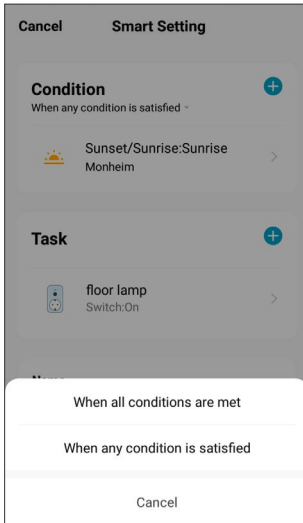 Cancel Smart Setting
Condition
When any condition is satisfied
Sunset/Sunrise:Sunrise
Monheim
Task
floor lamp
Switch:On
When all conditions are met
When any condition is satisfied
Cancel